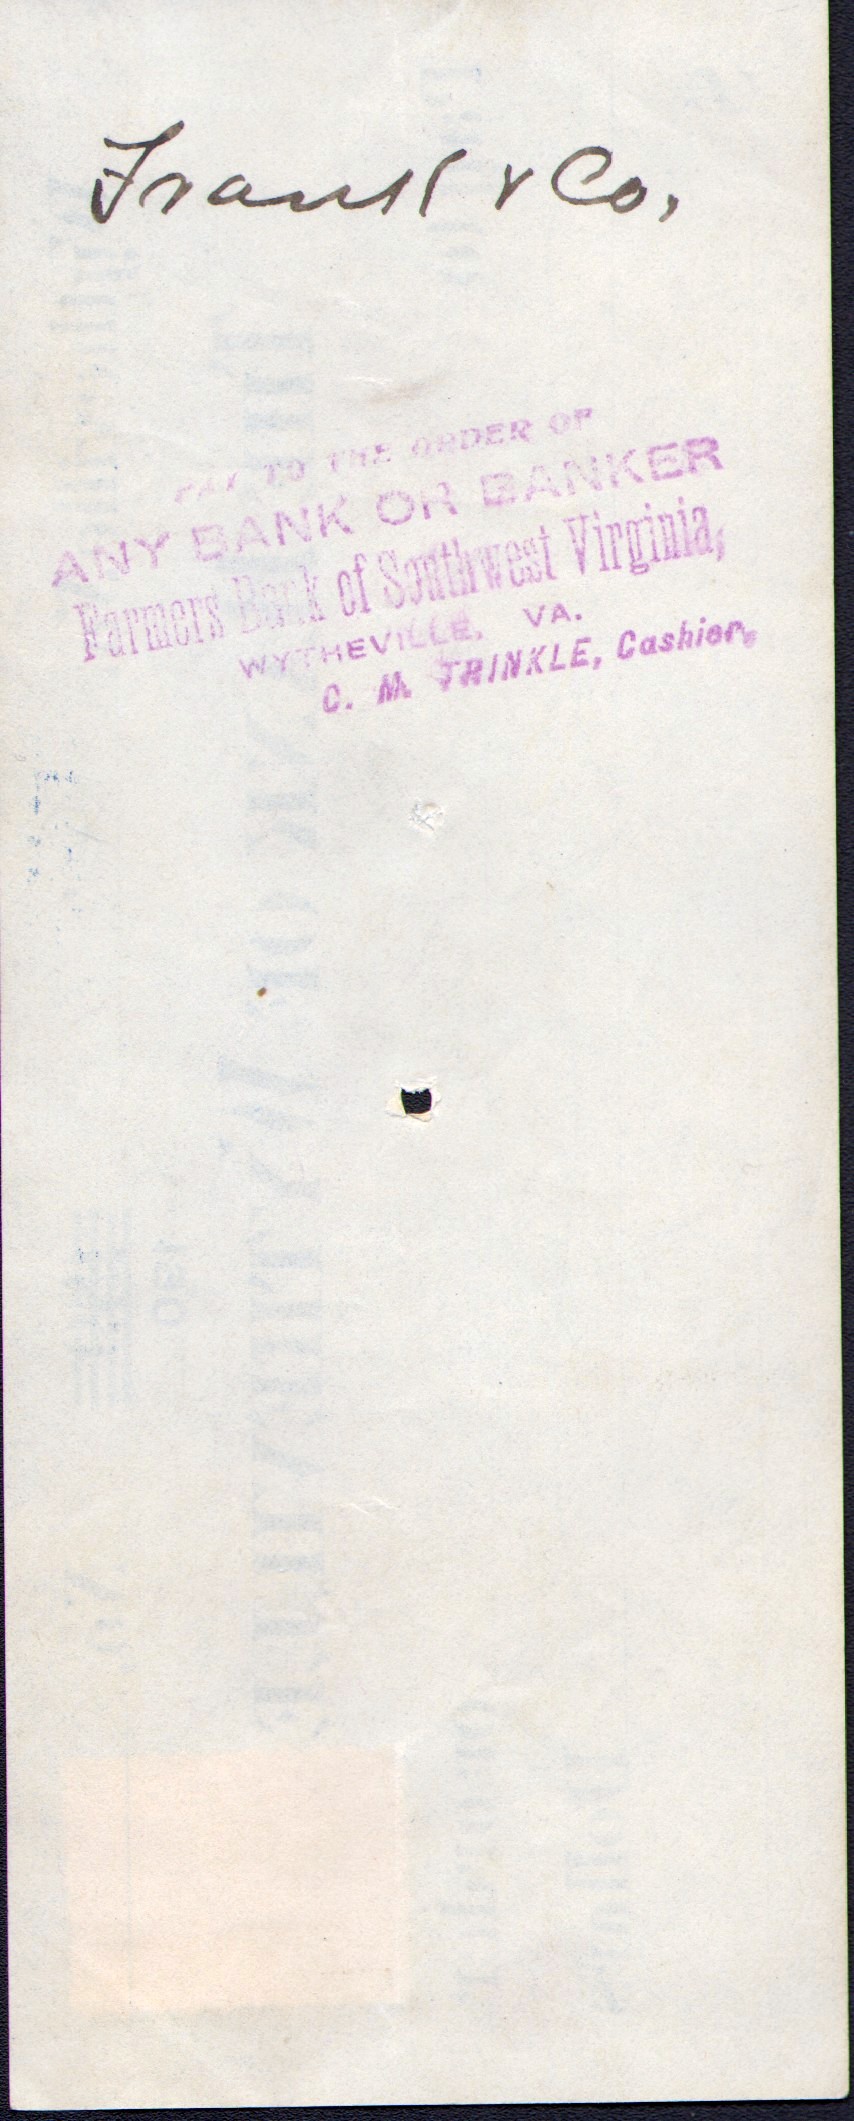 Frank & Co.
PAY TO THE ORDER OF
ANY BANK OR BANKER
Farmers Bank of Southwest Virginia,
WYTHEVILLE, VA.
C. M. TRINKLE, Cashier.